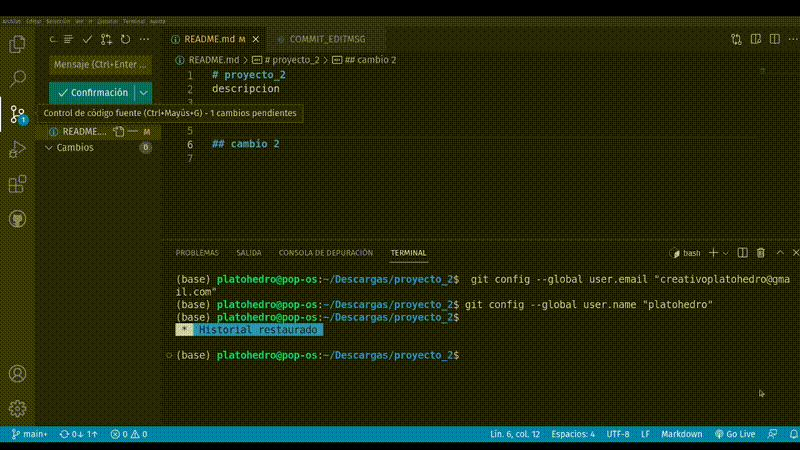 Archivo Editar Selección Ver Ir Ejecutar Terminal Ayuda
C.
README.md M
COMMIT_EDITMSG
README.md > # proyecto_2 > ## cambio 2
Mensaje (Ctrl+Enter ...
Confirmación
Control de código fuente (Ctrl+Mayús+G) - 1 cambios pendientes
1
README.... M
Cambios 0
1 # proyecto_2
2 descripcion
3
5
6 ## cambio 2
7
PROBLEMAS SALIDA CONSOLA DE DEPURACIÓN TERMINAL
bash
(base) platohedro@pop-os:~/Descargas/proyecto_2$ git config --global user.email "creativoplatohedro@gma
il.com"
(base) platohedro@pop-os:~/Descargas/proyecto_2$ git config --global user.name "platohedro"
(base) platohedro@pop-os:~/Descargas/proyecto_2$
* Historial restaurado
(base) platohedro@pop-os:~/Descargas/proyecto_2$
main+ 0↓ 1↑ 0 0 Lín. 6, col. 12 Espacios: 4 UTF-8 LF Markdown Go Live